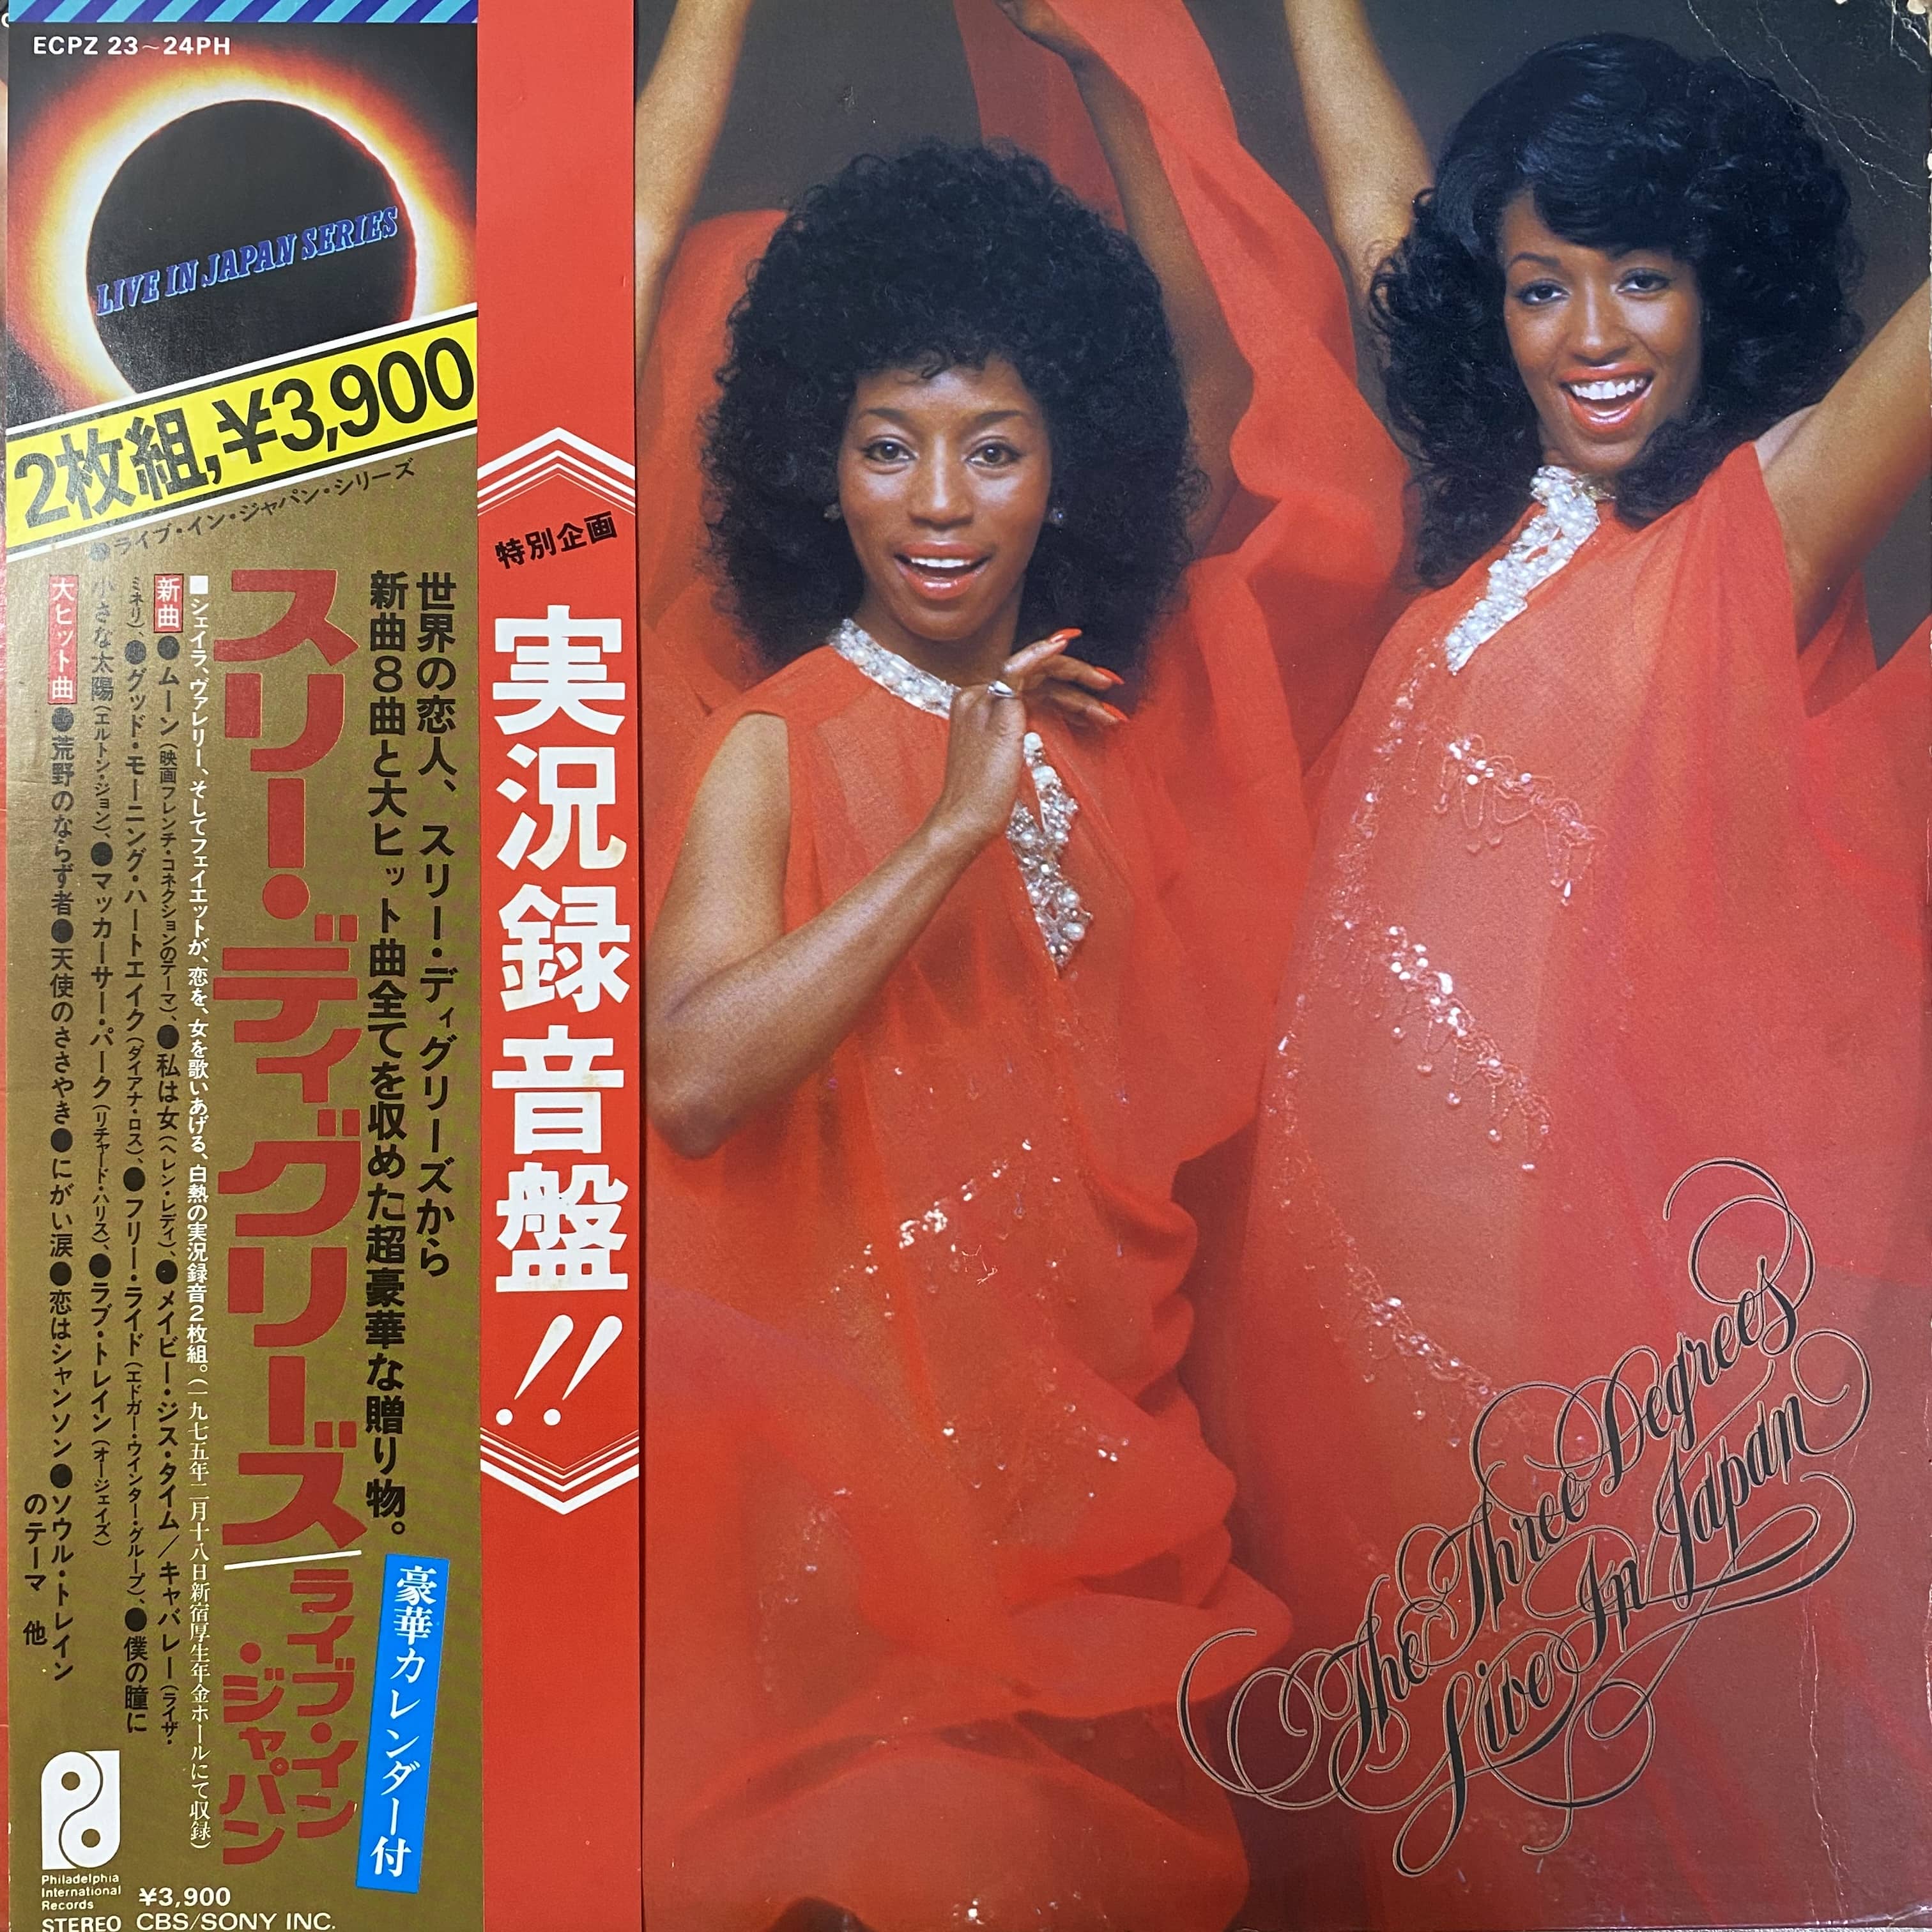 ECPZ 23~24PH
LIVE IN JAPAN SERIES
2枚組,¥3,900
●ライブ・イン・ジャパン・シリーズ
特別企画
実況録音盤!!
世界の恋人、スリー・ディグリーズから
新曲8曲と大ヒット曲全てを収めた超豪華な贈り物。
豪華カレンダー付
スリー・ディグリーズ
ライブ・イン
・ジャパン
■シェイラ、ヴァレリー、そしてフェイエットが、恋を、女を歌いあげる、白熱の実況録音2枚組。(一九七五年二月十八日新宿厚生年金ホールにて収録)
新曲●ムーン(映画フレンチ・コネクションのテーマ)、●私は女(ヘレン・レディ)、●メイビー・ジス・タイム/キャバレー(ライザ・
ミネリ)、●グッド・モーニング・ハートエイク(ダイアナ・ロス)、●フリー・ライド(エドガー・ウインター・グループ)、●僕の瞳に
小さな太陽(エルトン・ジョン)、●マッカーサー・パーク(リチャード・ハリス)、●ラブ・トレイン(オージェイズ)
大ヒット曲●荒野のならず者●天使のささやき●にがい涙●恋はシャンソン●ソウル・トレイン
のテーマ 他
Philadelphia
International
Records
¥3,900
STEREO CBS/SONY INC.
The Three Degrees
Live In Japan